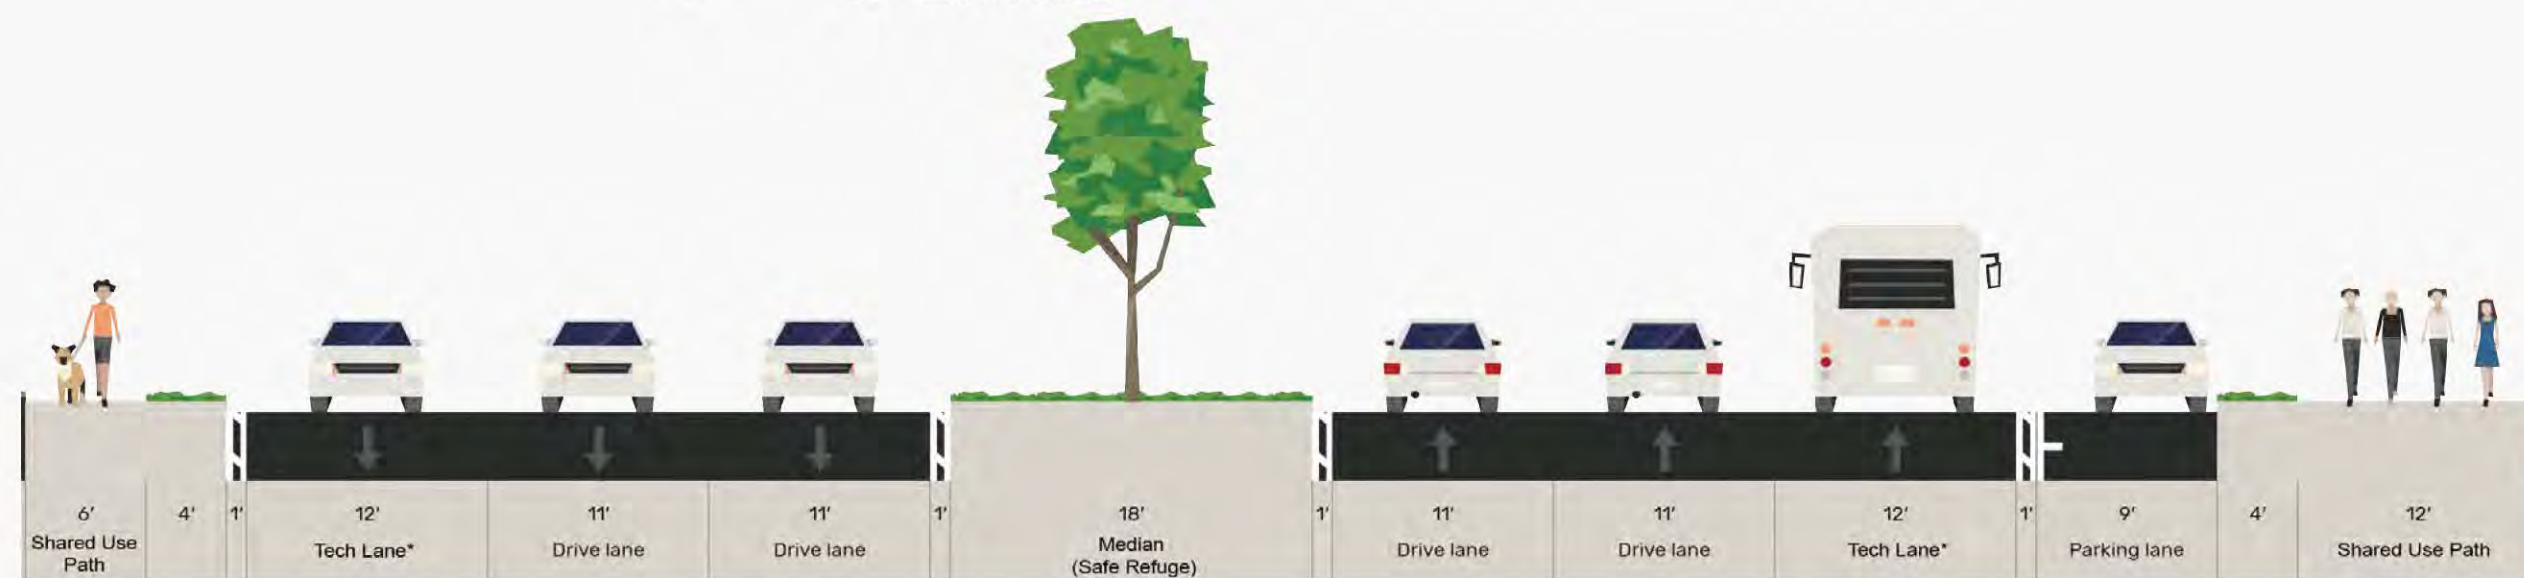 6' 4' 1' 12' 11' 11' 1' 18' 1' 11' 11' 12' 1' 9' 4' 12'
Shared Use
Path
Tech Lane*
Drive lane
Drive lane
Median
(Safe Refuge)
Drive lane
Drive lane
Tech Lane*
Parking lane
Shared Use Path